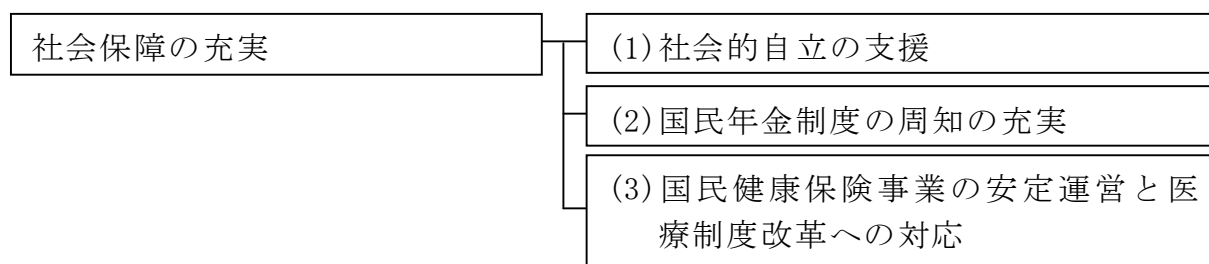 社会保障の充実
(1)社会的自立の支援
(2)国民年金制度の周知の充実
(3)国民健康保険事業の安定運営と医
療制度改革への対応